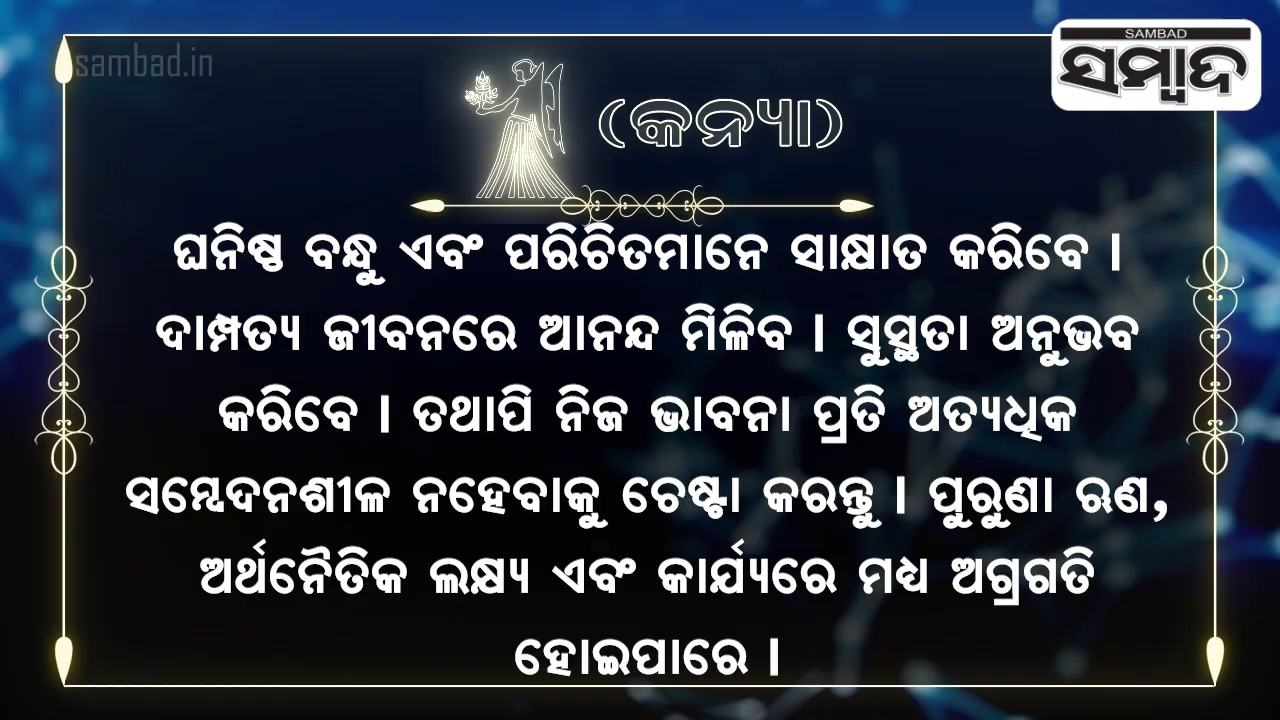 sambad.in
SAMBAD
ସମ୍ବାଦ
(କନ୍ୟା)
ଘନିଷ୍ଠ ବନ୍ଧୁ ଏବଂ ପରିଚିତମାନେ ସାକ୍ଷାତ କରିବେ ।
ଦାମ୍ପତ୍ୟ ଜୀବନରେ ଆନନ୍ଦ ମିଳିବ । ସୁସ୍ଥତା ଅନୁଭବ
କରିବେ । ତଥାପି ନିଜ ଭାବନା ପ୍ରତି ଅତ୍ୟଧିକ
ସମ୍ବେଦନଶୀଳ ନହେବାକୁ ଚେଷ୍ଟା କରନ୍ତୁ । ପୁରୁଣା ଋଣ,
ଅର୍ଥନୈତିକ ଲକ୍ଷ୍ୟ ଏବଂ କାର୍ଯ୍ୟରେ ମଧ୍ୟ ଅଗ୍ରଗତି
ହୋଇପାରେ ।